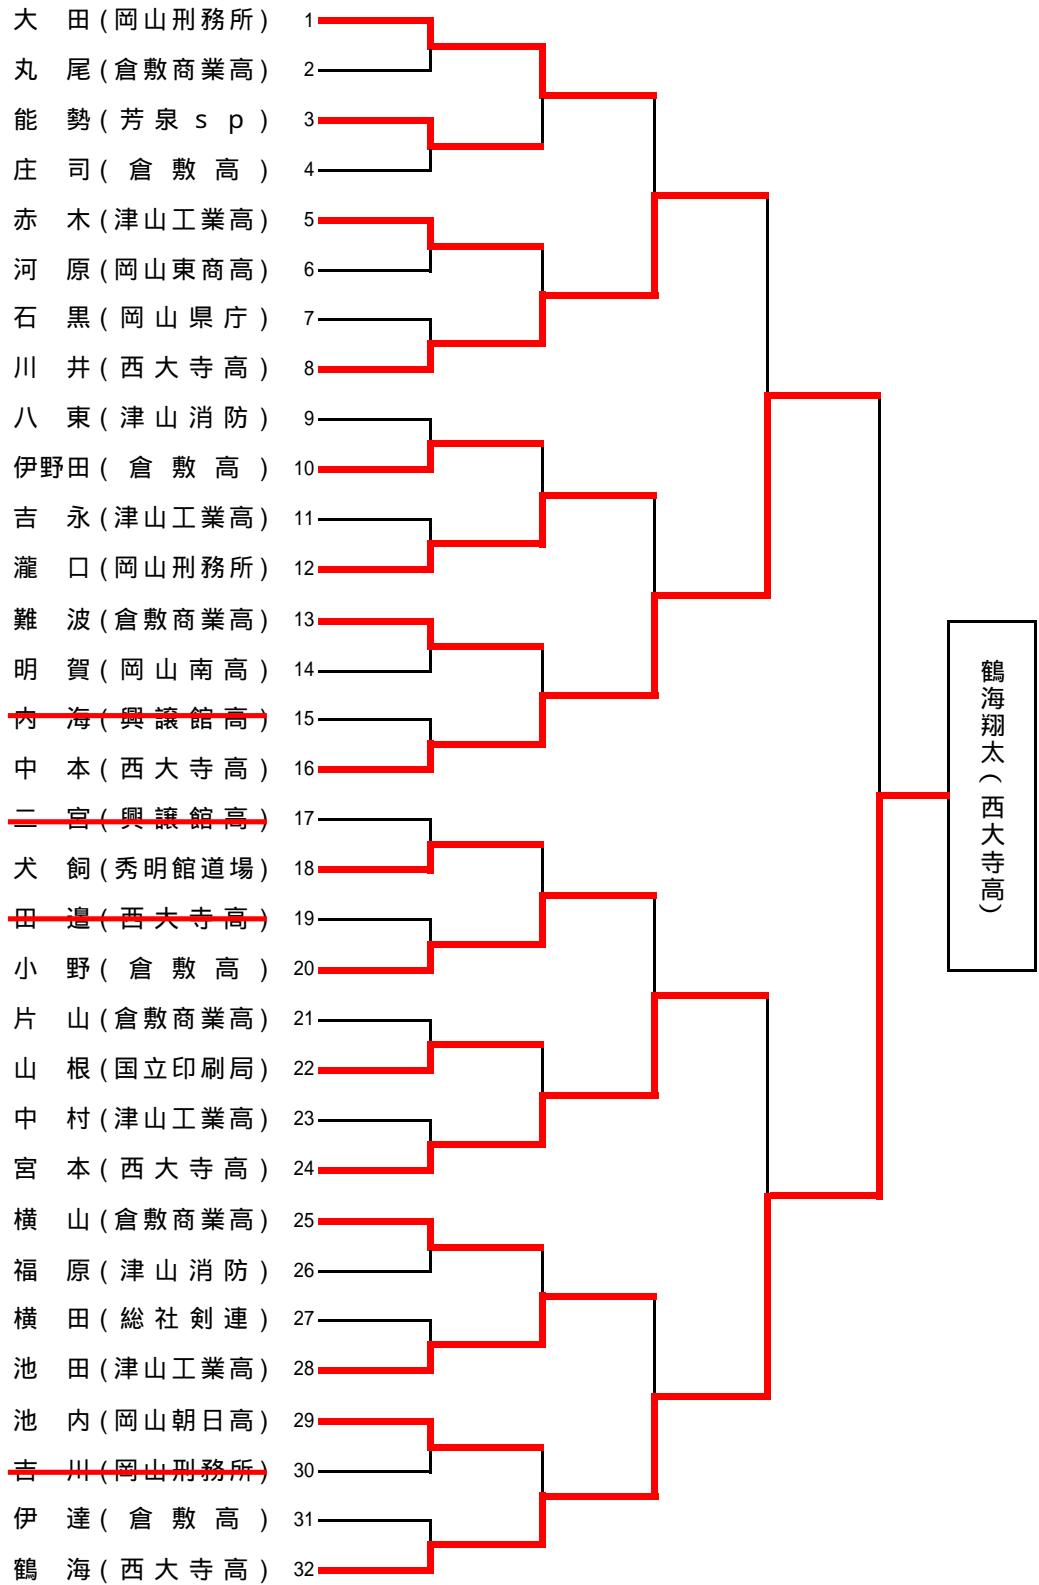 大 田(岡山刑務所) 1
丸 尾(倉敷商業高) 2
能 勢(芳泉sp) 3
庄 司(倉敷高) 4
赤 木(津山工業高) 5
河 原(岡山東商高) 6
石 黒(岡山県庁) 7
川 井(西大寺高) 8
八 東(津山消防) 9
伊野田(倉敷高) 10
吉 永(津山工業高) 11
瀧 口(岡山刑務所) 12
難 波(倉敷商業高) 13
明 賀(岡山南高) 14
内 海(興譲館高) 15
中 本(西大寺高) 16
二 宮(興譲館高) 17
犬 飼(秀明館道場) 18
田 邉(西大寺高) 19
小 野(倉敷高) 20
片 山(倉敷商業高) 21
山 根(国立印刷局) 22
中 村(津山工業高) 23
宮 本(西大寺高) 24
横 山(倉敷商業高) 25
福 原(津山消防) 26
横 田(総社剣連) 27
池 田(津山工業高) 28
池 内(岡山朝日高) 29
吉 川(岡山刑務所) 30
伊 達(倉敷高) 31
鶴 海(西大寺高) 32
鶴海翔太(西大寺高)